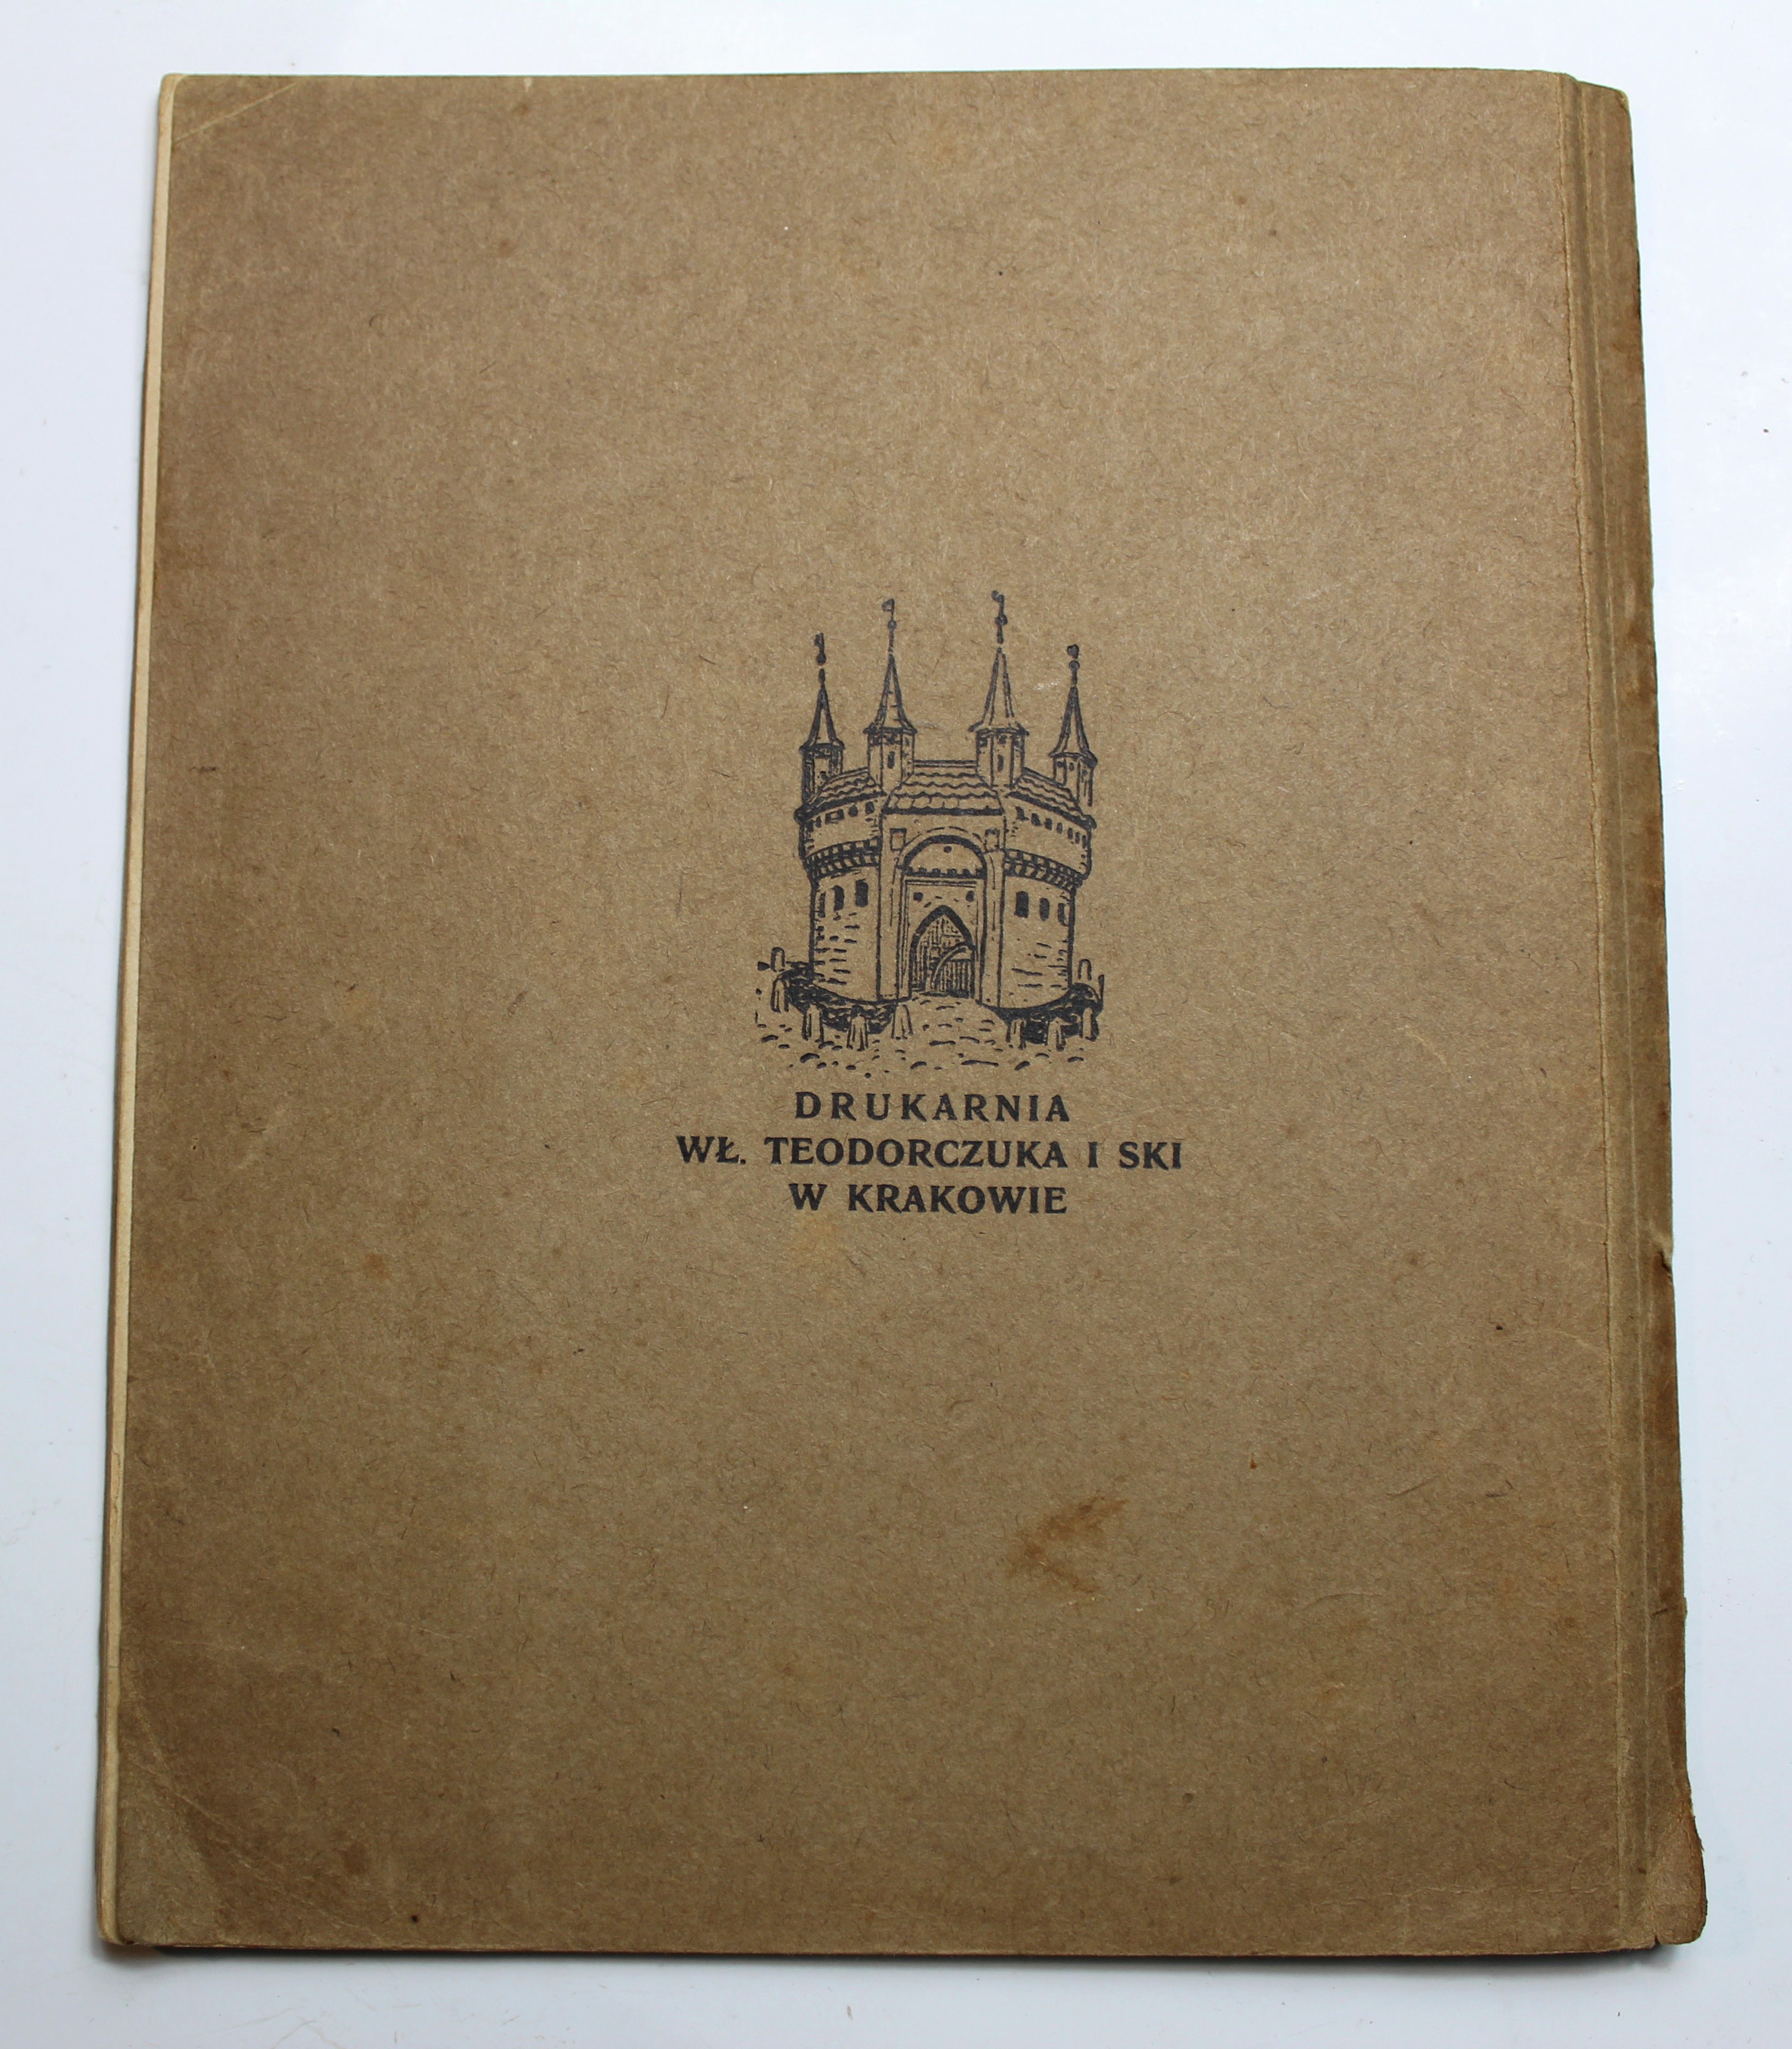 DRUKARNIA
WŁ. TEODORCZUKA I SKI
W KRAKOWIE